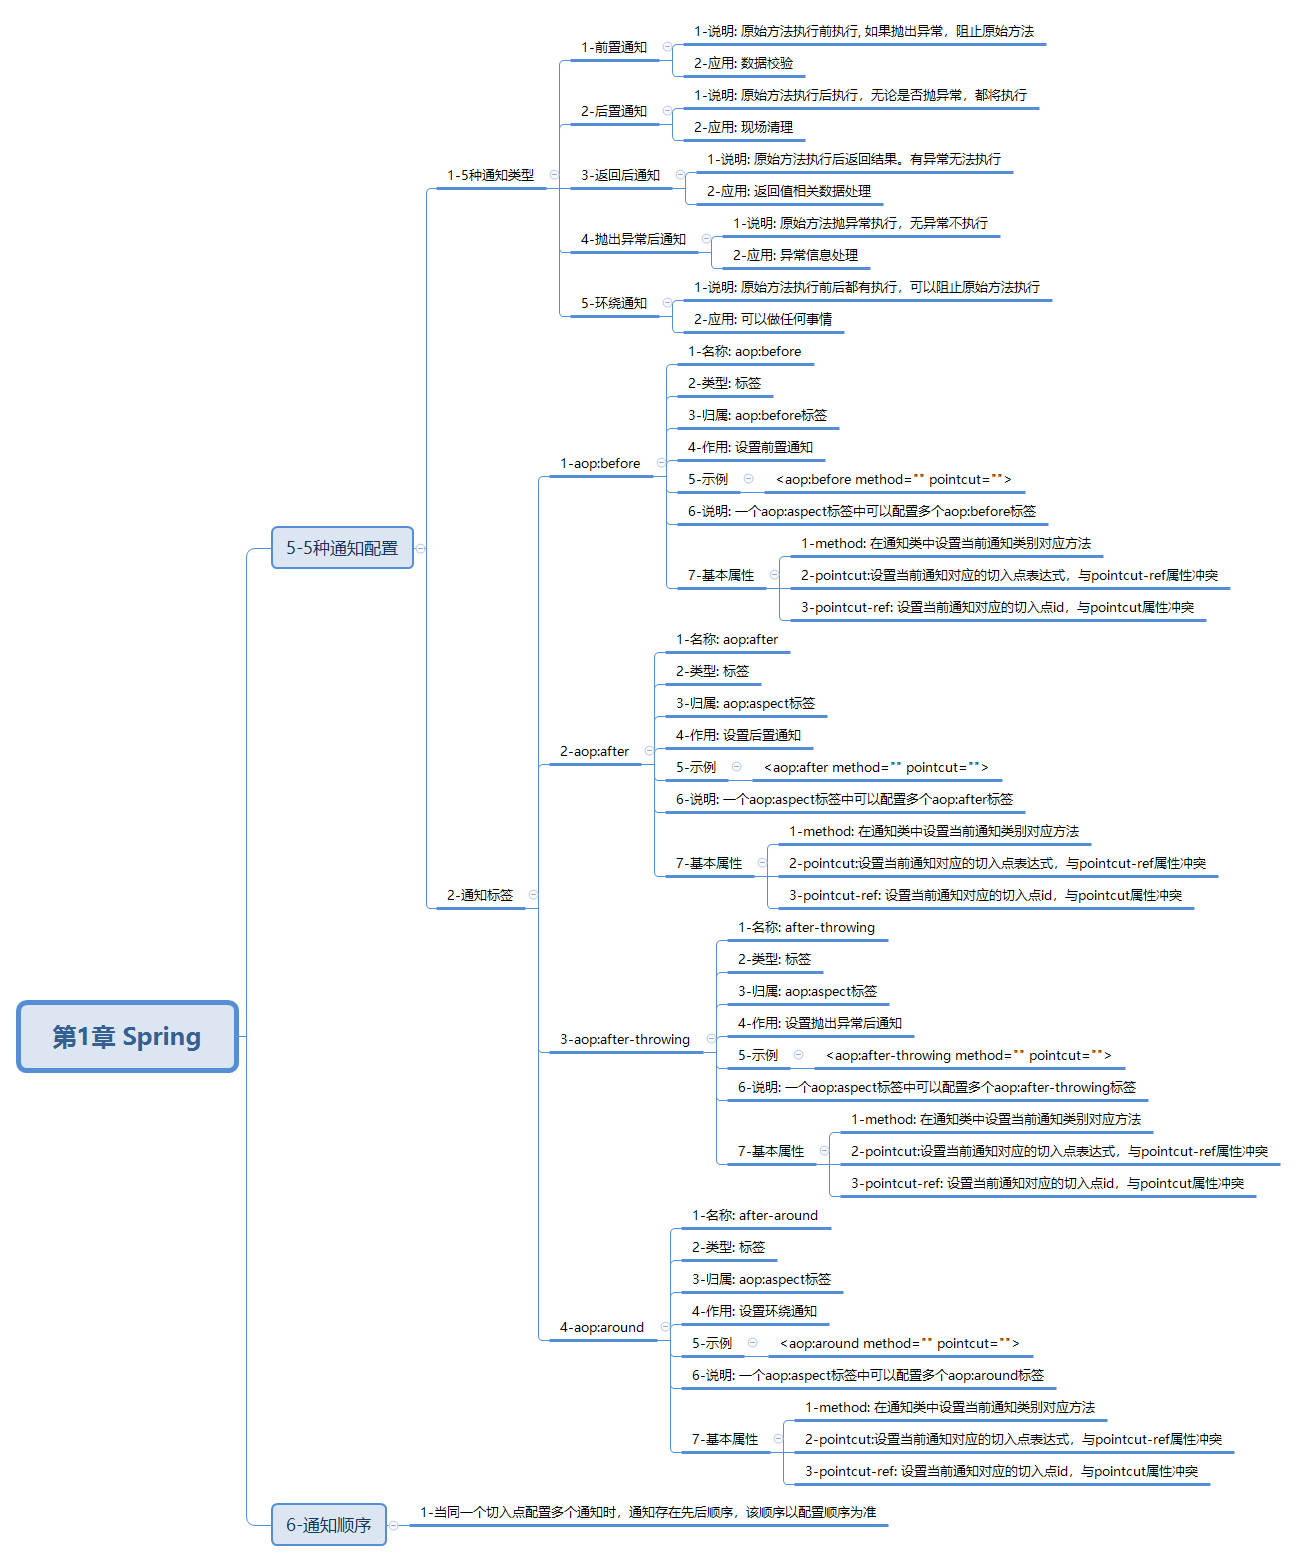 第1章 Spring
5-5种通知配置
1-5种通知类型
1-前置通知
1-说明: 原始方法执行前执行, 如果抛出异常，阻止原始方法
2-应用: 数据校验
2-后置通知
1-说明: 原始方法执行后执行，无论是否抛异常，都将执行
2-应用: 现场清理
3-返回后通知
1-说明: 原始方法执行后返回结果。有异常无法执行
2-应用: 返回值相关数据处理
4-抛出异常后通知
1-说明: 原始方法抛异常执行，无异常不执行
2-应用: 异常信息处理
5-环绕通知
1-说明: 原始方法执行前后都有执行，可以阻止原始方法执行
2-应用: 可以做任何事情
2-通知标签
1-aop:before
1-名称: aop:before
2-类型: 标签
3-归属: aop:before标签
4-作用: 设置前置通知
5-示例
<aop:before method="" pointcut="">
6-说明: 一个aop:aspect标签中可以配置多个aop:before标签
7-基本属性
1-method: 在通知类中设置当前通知类别对应方法
2-pointcut:设置当前通知对应的切入点表达式，与pointcut-ref属性冲突
3-pointcut-ref: 设置当前通知对应的切入点id，与pointcut属性冲突
2-aop:after
1-名称: aop:after
2-类型: 标签
3-归属: aop:aspect标签
4-作用: 设置后置通知
5-示例
<aop:after method="" pointcut="">
6-说明: 一个aop:aspect标签中可以配置多个aop:after标签
7-基本属性
1-method: 在通知类中设置当前通知类别对应方法
2-pointcut:设置当前通知对应的切入点表达式，与pointcut-ref属性冲突
3-pointcut-ref: 设置当前通知对应的切入点id，与pointcut属性冲突
3-aop:after-throwing
1-名称: after-throwing
2-类型: 标签
3-归属: aop:aspect标签
4-作用: 设置抛出异常后通知
5-示例
<aop:after-throwing method="" pointcut="">
6-说明: 一个aop:aspect标签中可以配置多个aop:after-throwing标签
7-基本属性
1-method: 在通知类中设置当前通知类别对应方法
2-pointcut:设置当前通知对应的切入点表达式，与pointcut-ref属性冲突
3-pointcut-ref: 设置当前通知对应的切入点id，与pointcut属性冲突
4-aop:around
1-名称: after-around
2-类型: 标签
3-归属: aop:aspect标签
4-作用: 设置环绕通知
5-示例
<aop:around method="" pointcut="">
6-说明: 一个aop:aspect标签中可以配置多个aop:around标签
7-基本属性
1-method: 在通知类中设置当前通知类别对应方法
2-pointcut:设置当前通知对应的切入点表达式，与pointcut-ref属性冲突
3-pointcut-ref: 设置当前通知对应的切入点id，与pointcut属性冲突
6-通知顺序
1-当同一个切入点配置多个通知时，通知存在先后顺序，该顺序以配置顺序为准